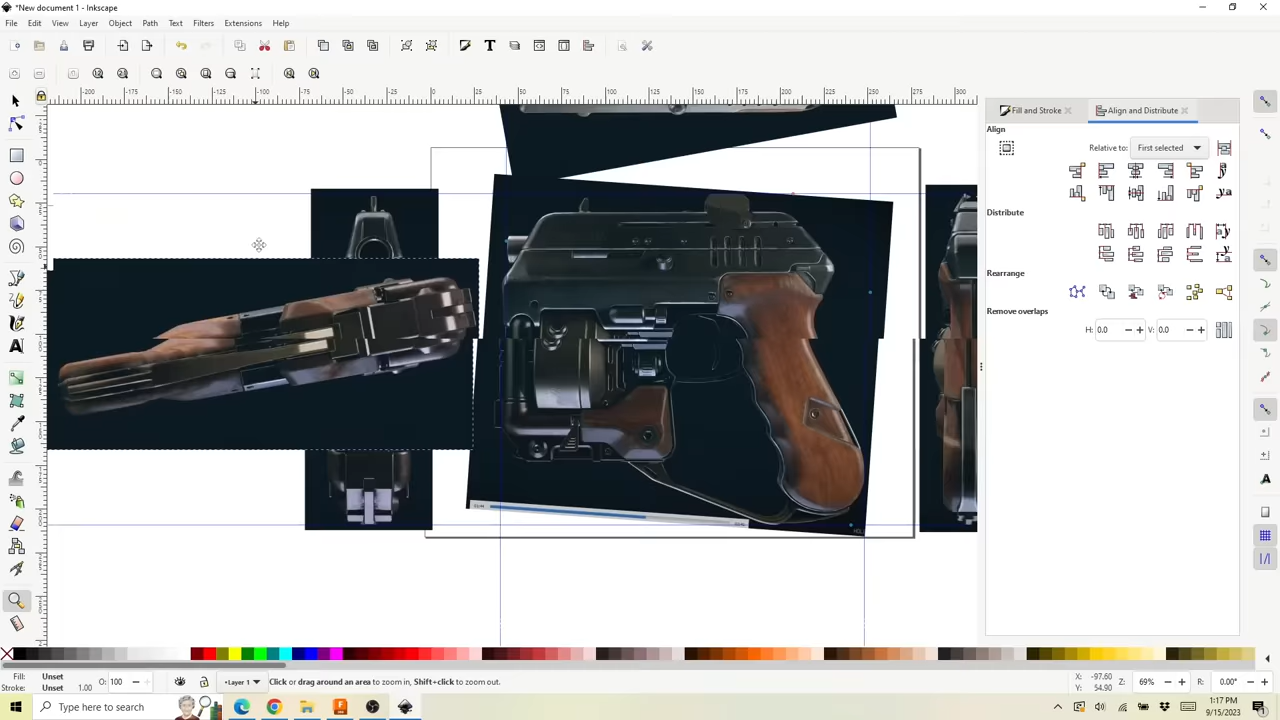 *New document 1 - Inkscape
File Edit View Layer Object Path Text Filters Extensions Help
Fill and Stroke
Align and Distribute
Align
Relative to: First selected
Distribute
Rearrange
Remove overlaps
H: 0.0 − + V: 0.0 − +
Fill: Unset
Stroke: Unset 1.00
O: 100 − +
Layer 1
Click or drag around an area to zoom in, Shift+click to zoom out.
X: -97.60
Y: 54.90
Z: 69% − +
R: 0.00° − +
Type here to search
1:17 PM
9/15/2023